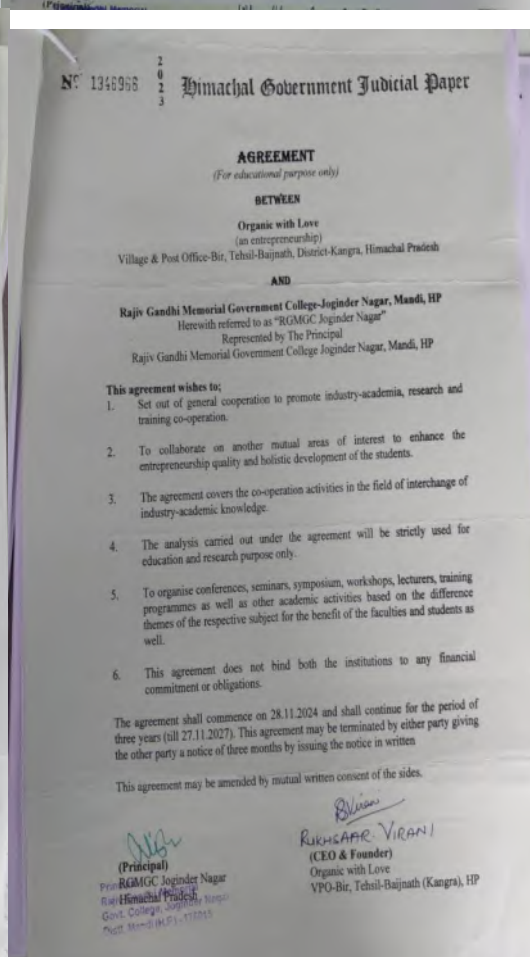 Nº 1346968
2
0
2
3
Himachal Government Judicial Paper
AGREEMENT
(For educational purpose only)
BETWEEN
Organic with Love
(an entrepreneurship)
Village & Post Office-Bir, Tehsil-Baijnath, District-Kangra, Himachal Pradesh
AND
Rajiv Gandhi Memorial Government College-Joginder Nagar, Mandi, HP
Herewith referred to as "RGMGC Joginder Nagar"
Represented by The Principal
Rajiv Gandhi Memorial Government College Joginder Nagar, Mandi, HP
This agreement wishes to;
1. Set out of general cooperation to promote industry-academia, research and
training co-operation.
2. To collaborate on another mutual areas of interest to enhance the
entrepreneurship quality and holistic development of the students.
3. The agreement covers the co-operation activities in the field of interchange of
industry-academic knowledge.
4. The analysis carried out under the agreement will be strictly used for
education and research purpose only.
5. To organise conferences, seminars, symposium, workshops, lecturers, training
programmes as well as other academic activities based on the difference
themes of the respective subject for the benefit of the faculties and students as
well.
6. This agreement does not bind both the institutions to any financial
commitment or obligations.
The agreement shall commence on 28.11.2024 and shall continue for the period of
three years (till 27.11.2027). This agreement may be terminated by either party giving
the other party a notice of three months by issuing the notice in written
This agreement may be amended by mutual written consent of the sides.
BVirani
RUKHSAAR VIRANI
(Principal)
RGMGC Joginder Nagar
Himachal Pradesh
Govt. College, Joginder Nagar
(CEO & Founder)
Organic with Love
VPO-Bir, Tehsil-Baijnath (Kangra), HP